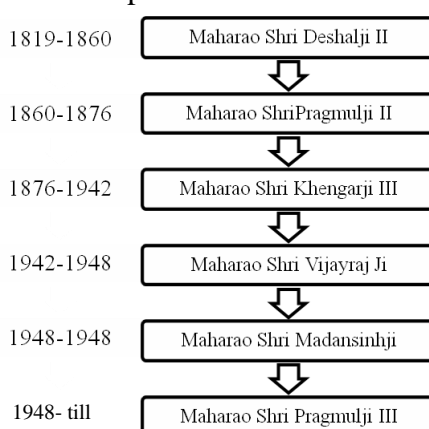 1819-1860 Maharao Shri Deshalji II
1860-1876 Maharao ShriPragmulji II
1876-1942 Maharao Shri Khengarji III
1942-1948 Maharao Shri Vijayraj Ji
1948-1948 Maharao Shri Madansinhji
1948- till Maharao Shri Pragmulji III